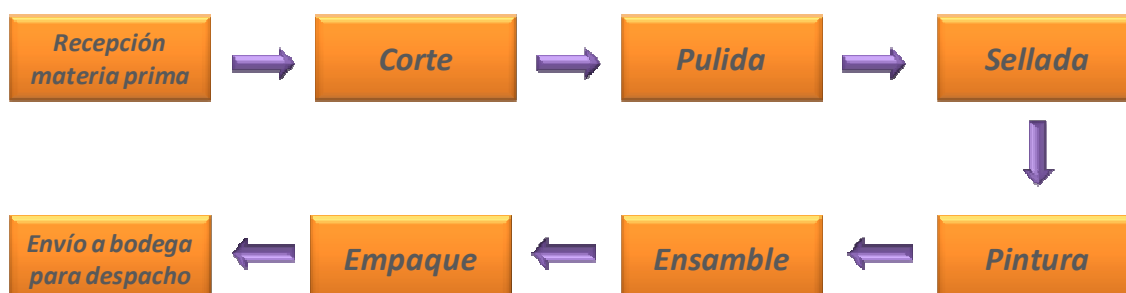 Recepción
materia prima
Corte
Pulida
Sellada
Pintura
Ensamble
Empaque
Envío a bodega
para despacho